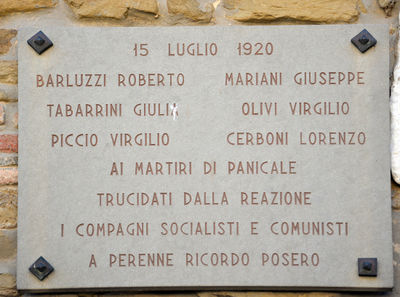 15 LUGLIO 1920
BARLUZZI ROBERTO MARIANI GIUSEPPE
TABARRINI GIULIA OLIVI VIRGILIO
PICCIO VIRGILIO CERBONI LORENZO
AI MARTIRI DI PANICALE
TRUCIDATI DALLA REAZIONE
I COMPAGNI SOCIALISTI E COMUNISTI
A PERENNE RICORDO POSERO